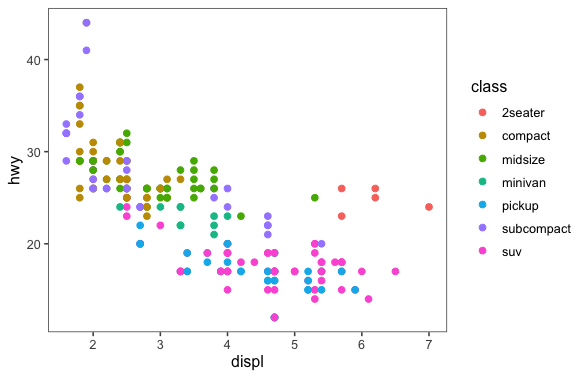 hwy
40
30
20
2
3
4
5
6
7
displ
class
2seater
compact
midsize
minivan
pickup
subcompact
suv